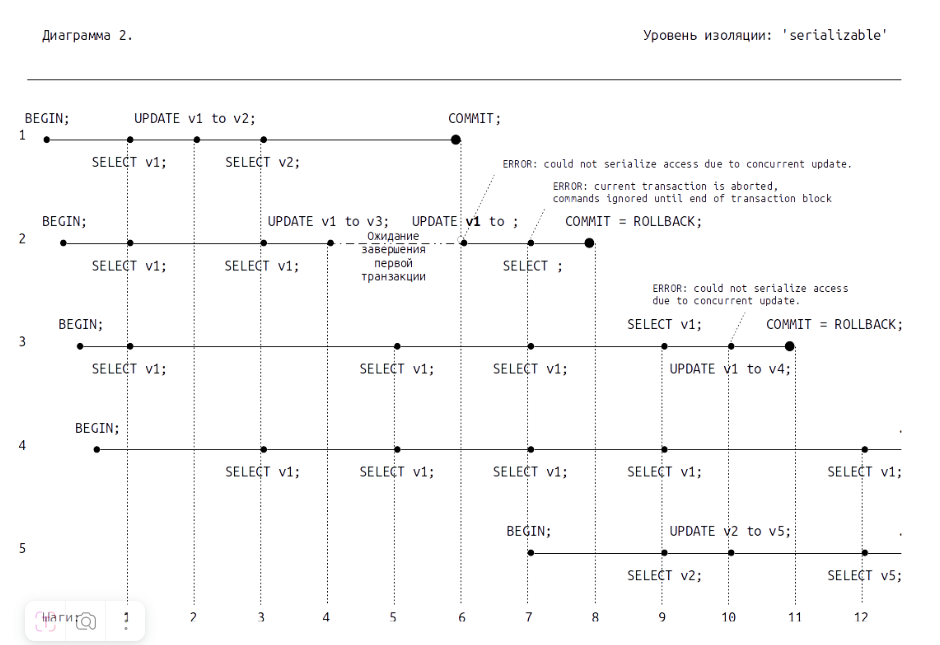 Диаграмма 2.
Уровень изоляции: 'serializable'
BEGIN;
UPDATE v1 to v2;
COMMIT;
1
SELECT v1;
SELECT v2;
ERROR: could not serialize access due to concurrent update.
ERROR: current transaction is aborted,
commands ignored until end of transaction block
BEGIN;
UPDATE v1 to v3;
UPDATE v1 to ;
COMMIT = ROLLBACK;
2
Ожидание
завершения
первой
транзакции
SELECT v1;
SELECT v1;
SELECT ;
ERROR: could not serialize access
due to concurrent update.
BEGIN;
SELECT v1;
COMMIT = ROLLBACK;
3
SELECT v1;
SELECT v1;
SELECT v1;
UPDATE v1 to v4;
BEGIN;
.
4
SELECT v1;
SELECT v1;
SELECT v1;
SELECT v1;
SELECT v1;
BEGIN;
UPDATE v2 to v5;
.
5
SELECT v2;
SELECT v5;
Шаги: 1 2 3 4 5 6 7 8 9 10 11 12